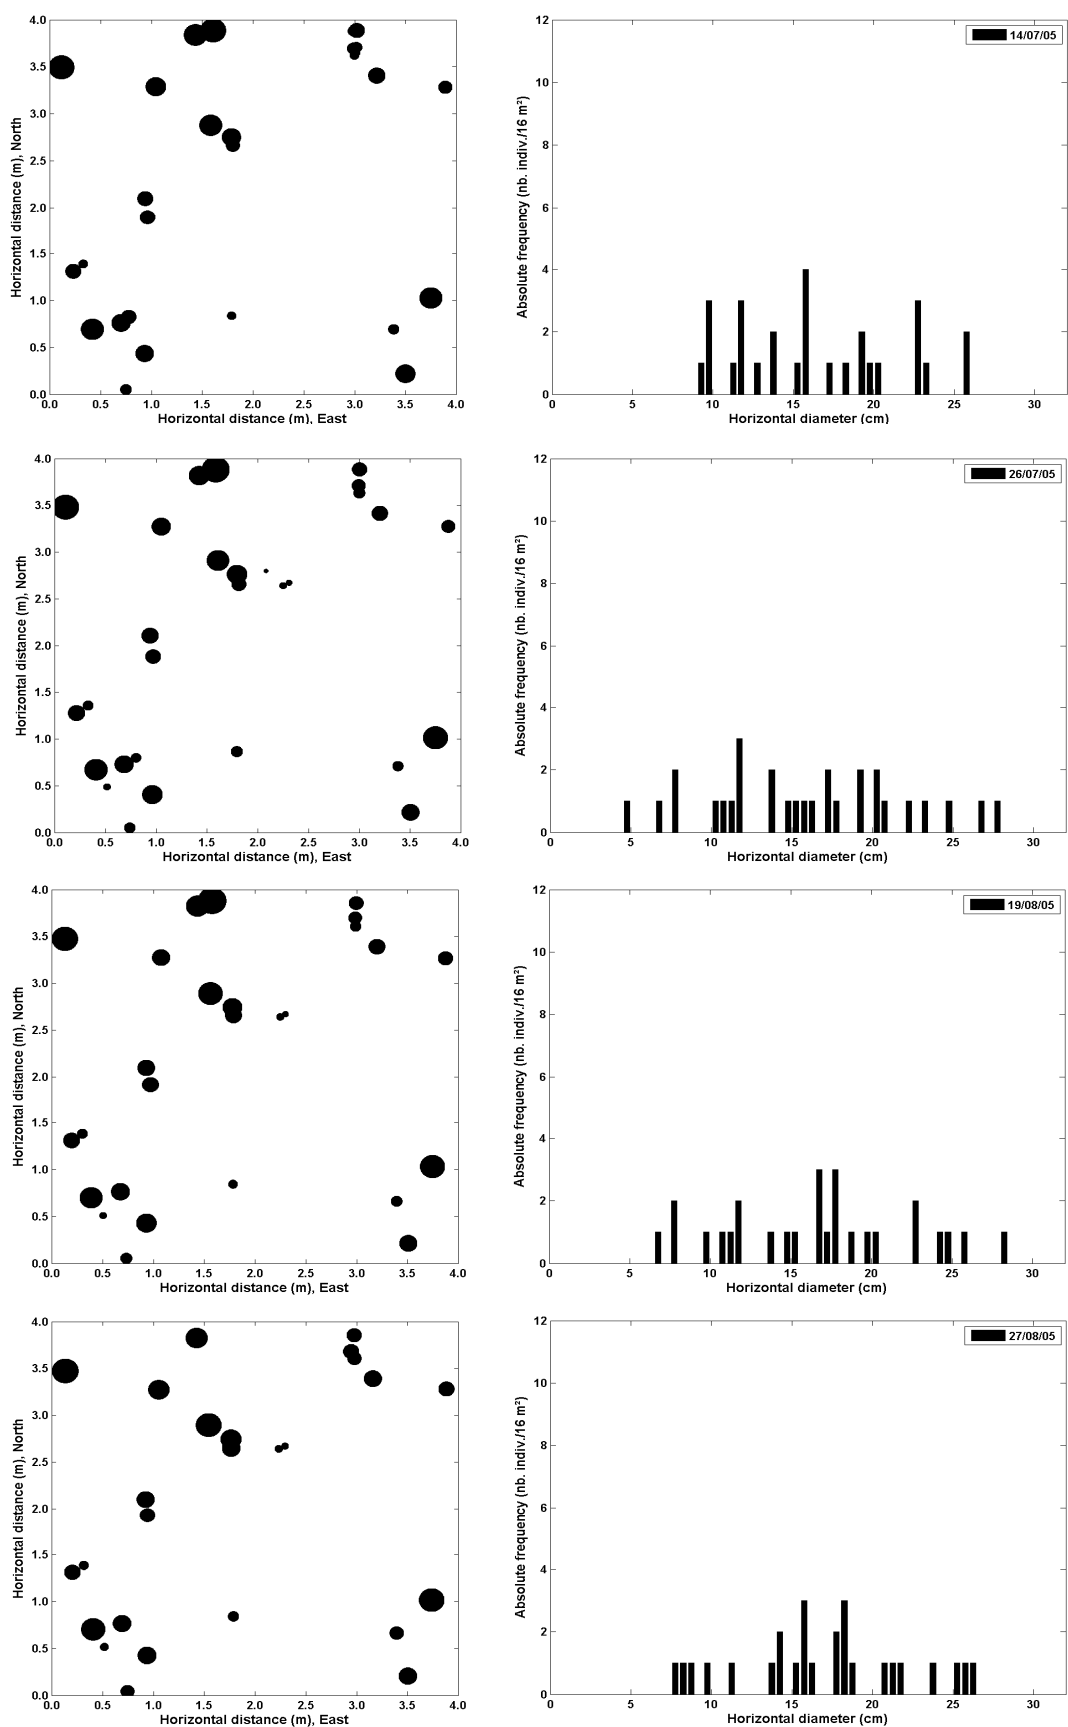 4.0
3.5
3.0
2.5
2.0
1.5
1.0
0.5
0.0
Horizontal distance (m), North
0.0 0.5 1.0 1.5 2.0 2.5 3.0 3.5 4.0
Horizontal distance (m), East
12
10
8
6
4
2
0
Absolute frequency (nb. indiv./16 m²)
14/07/05
0 5 10 15 20 25 30
Horizontal diameter (cm)
4.0
3.5
3.0
2.5
2.0
1.5
1.0
0.5
0.0
Horizontal distance (m), North
0.0 0.5 1.0 1.5 2.0 2.5 3.0 3.5 4.0
Horizontal distance (m), East
12
10
8
6
4
2
0
Absolute frequency (nb. indiv./16 m²)
26/07/05
0 5 10 15 20 25 30
Horizontal diameter (cm)
4.0
3.5
3.0
2.5
2.0
1.5
1.0
0.5
0.0
Horizontal distance (m), North
0.0 0.5 1.0 1.5 2.0 2.5 3.0 3.5 4.0
Horizontal distance (m), East
12
10
8
6
4
2
0
Absolute frequency (nb. indiv./16 m²)
19/08/05
0 5 10 15 20 25 30
Horizontal diameter (cm)
4.0
3.5
3.0
2.5
2.0
1.5
1.0
0.5
0.0
Horizontal distance (m), North
0.0 0.5 1.0 1.5 2.0 2.5 3.0 3.5 4.0
Horizontal distance (m), East
12
10
8
6
4
2
0
Absolute frequency (nb. indiv./16 m²)
27/08/05
0 5 10 15 20 25 30
Horizontal diameter (cm)